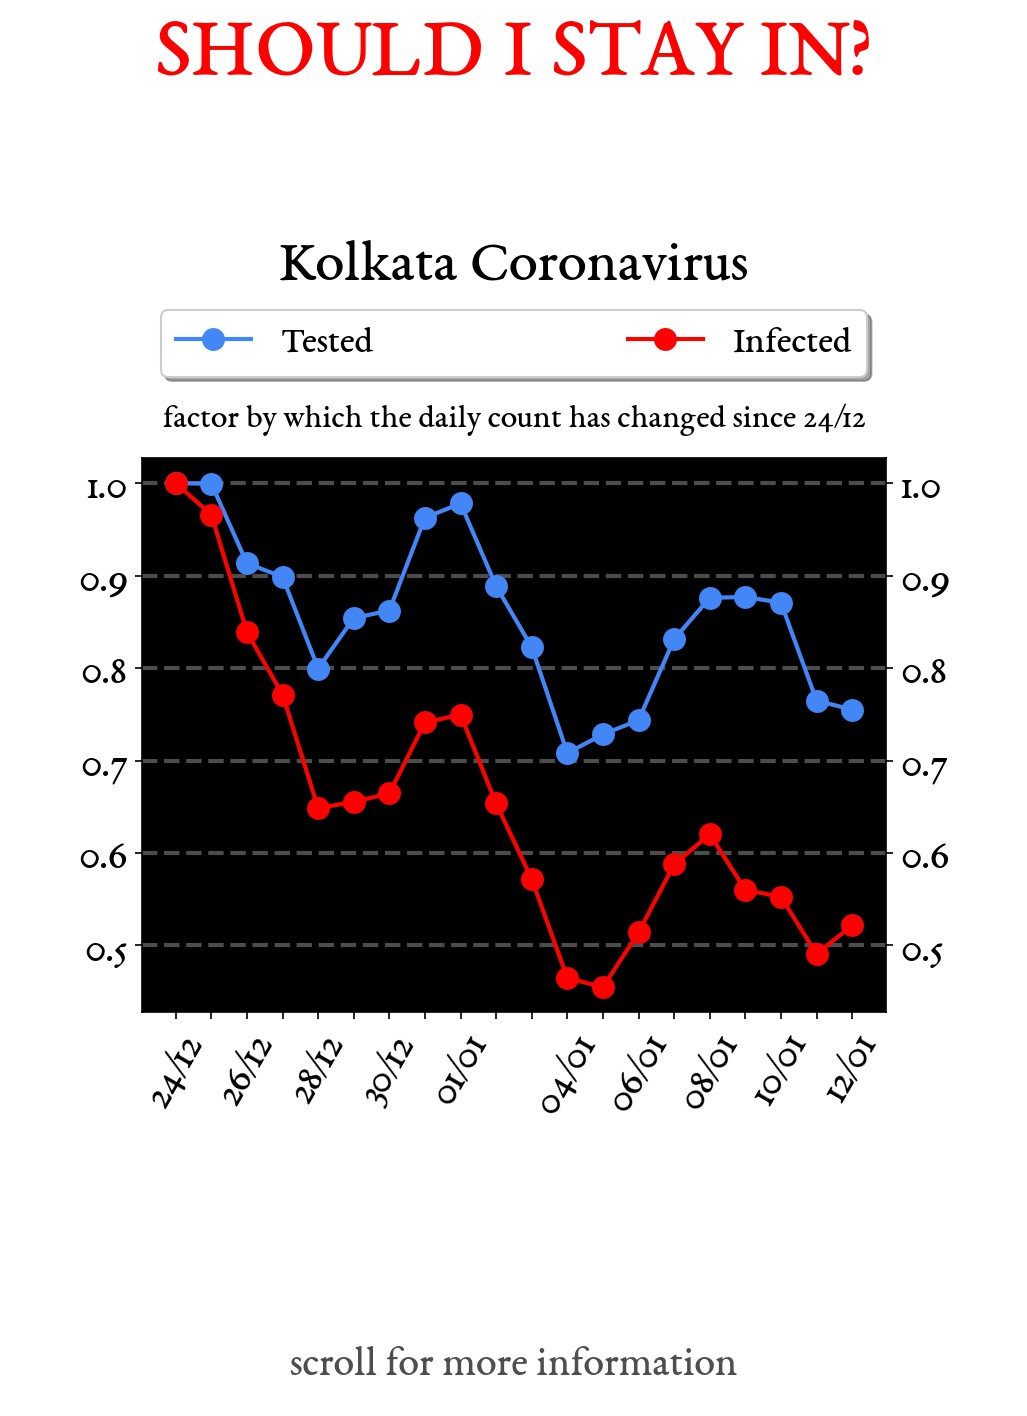 SHOULD I STAY IN?
Kolkata Coronavirus
Tested Infected
factor by which the daily count has changed since 24/12
1.0 1.0
0.9 0.9
0.8 0.8
0.7 0.7
0.6 0.6
0.5 0.5
24/12 26/12 28/12 30/12 01/01 04/01 06/01 08/01 10/01 12/01
scroll for more information